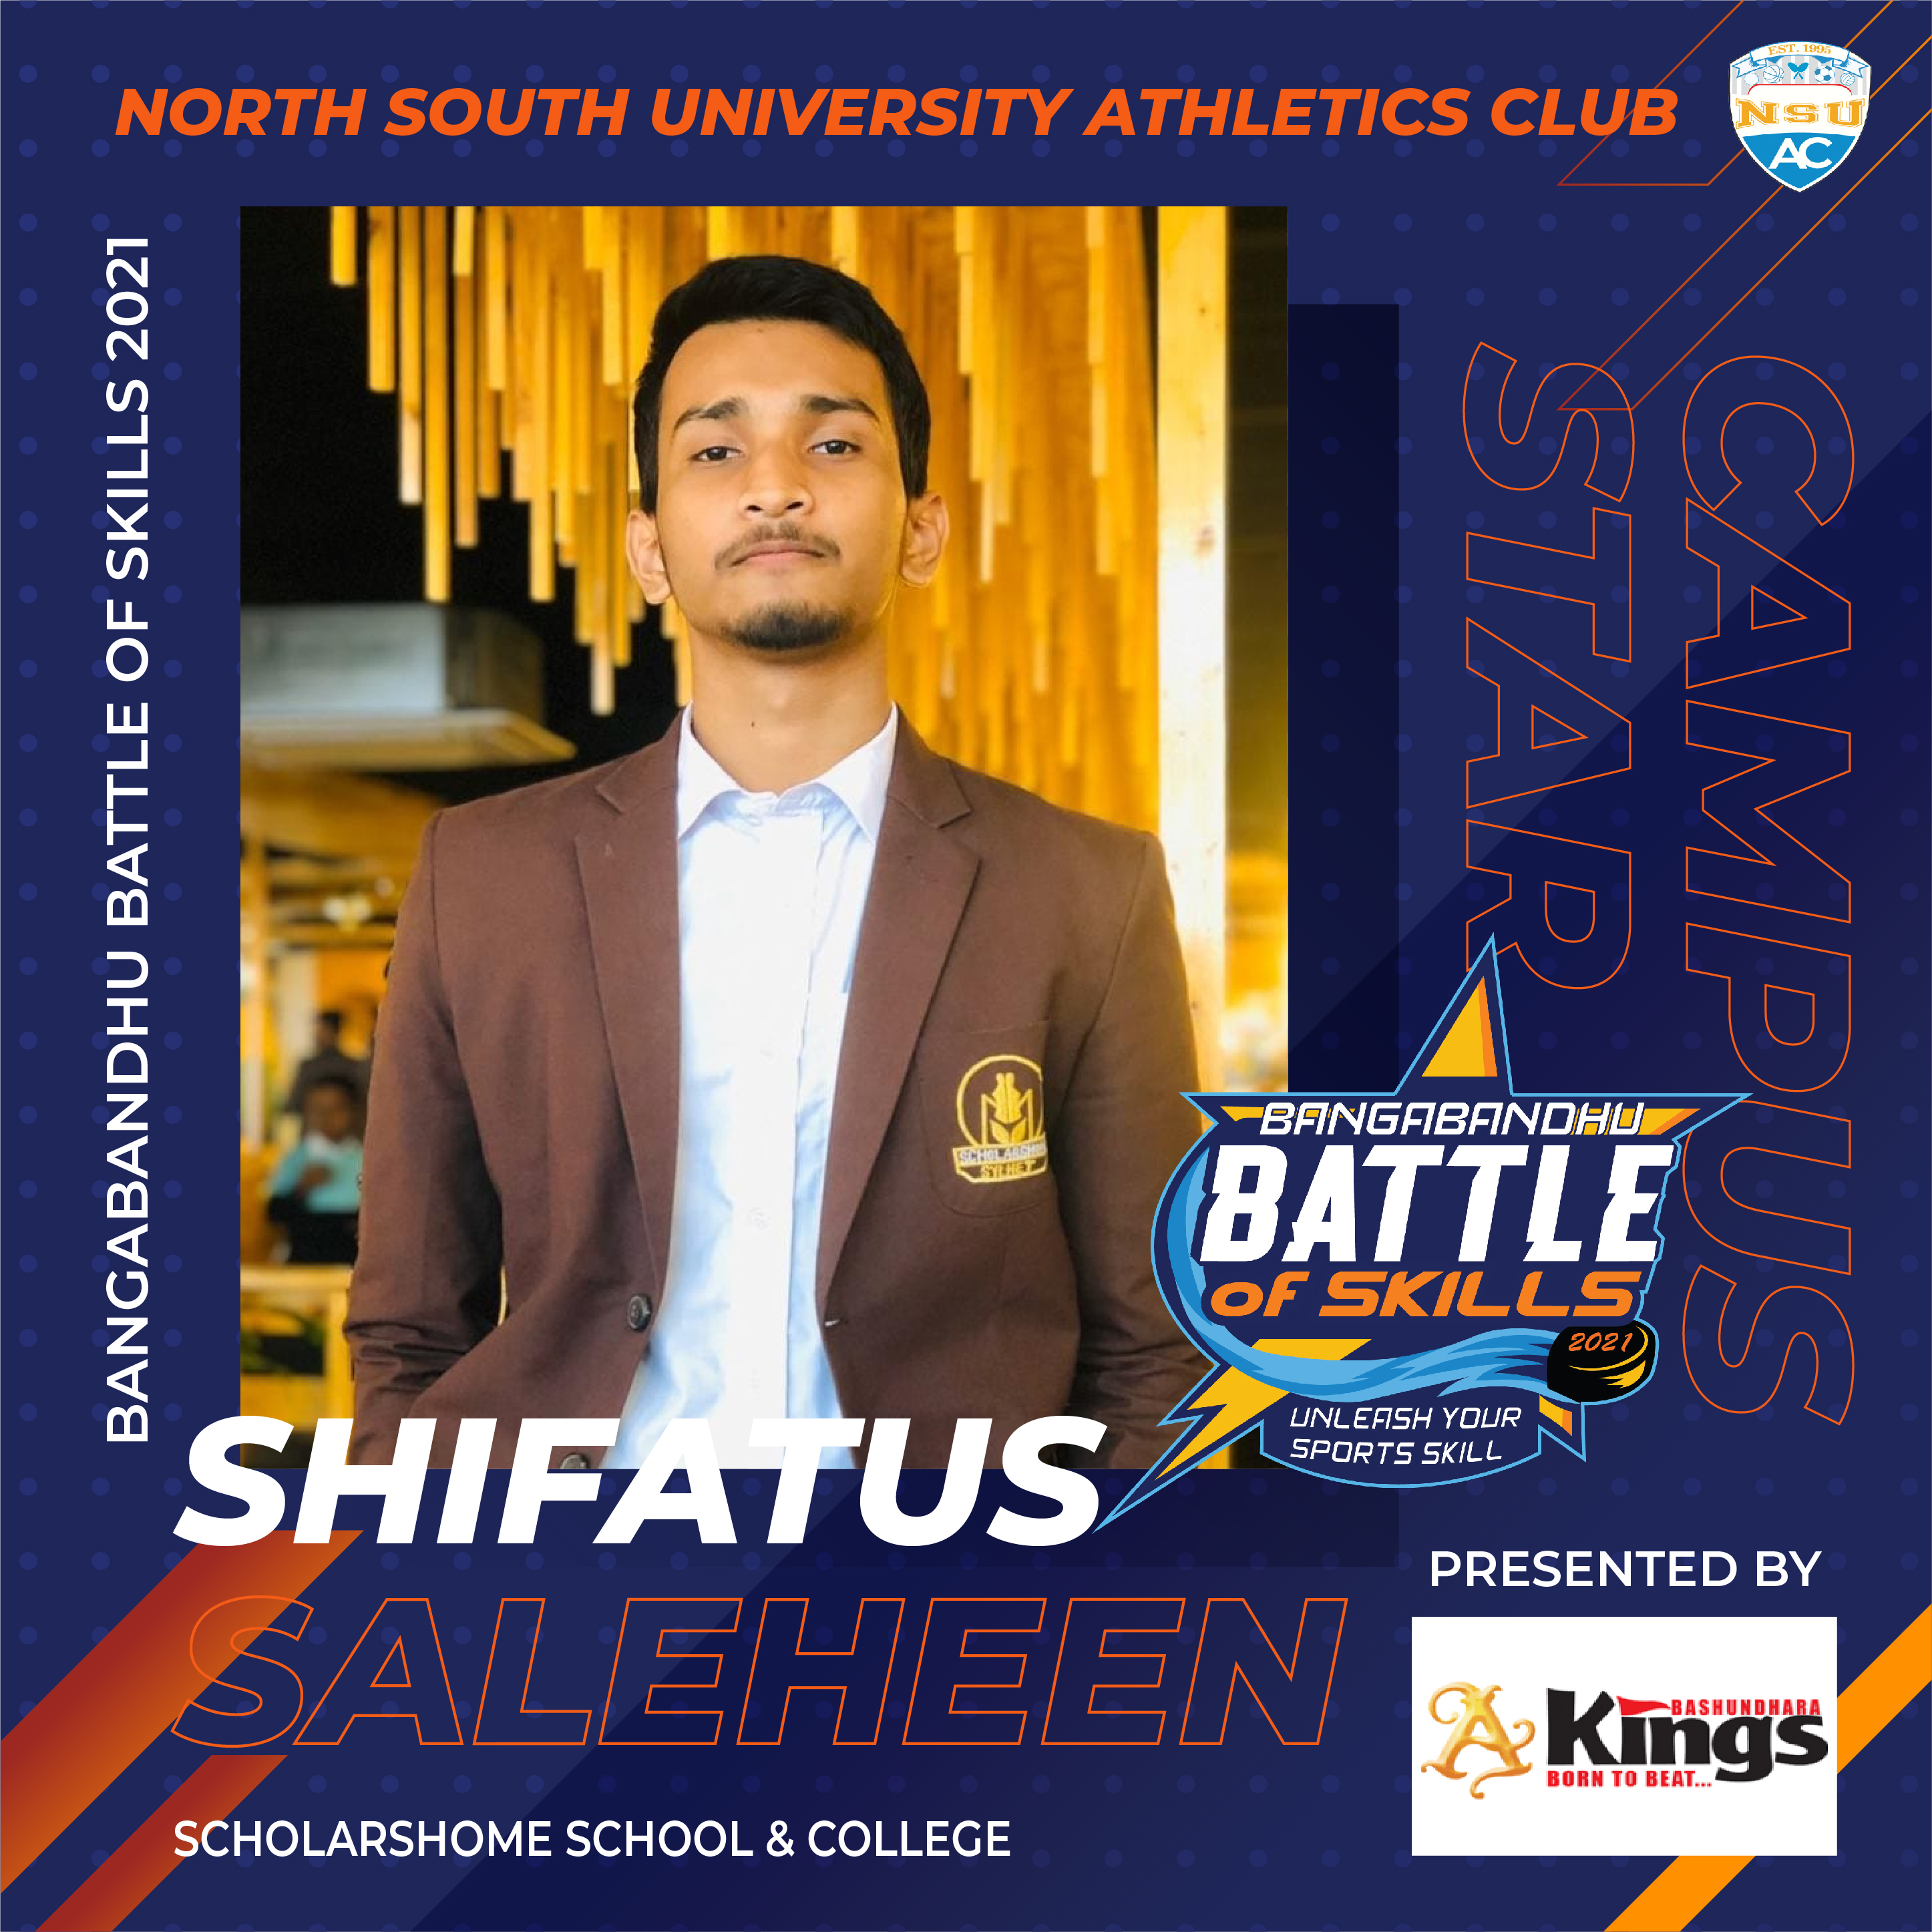 NORTH SOUTH UNIVERSITY ATHLETICS CLUB
EST. 1995
NSU
AC
BANGABANDHU BATTLE OF SKILLS 2021
CAMPUS
STAR
SYLHET
BANGABANDHU
BATTLE
OF SKILLS
2021
UNLEASH YOUR
SPORTS SKILL
SHIFATUS
SALEHEEN
SCHOLARSHOME SCHOOL & COLLEGE
PRESENTED BY
A
BASHUNDHARA
Kings
BORN TO BEAT...